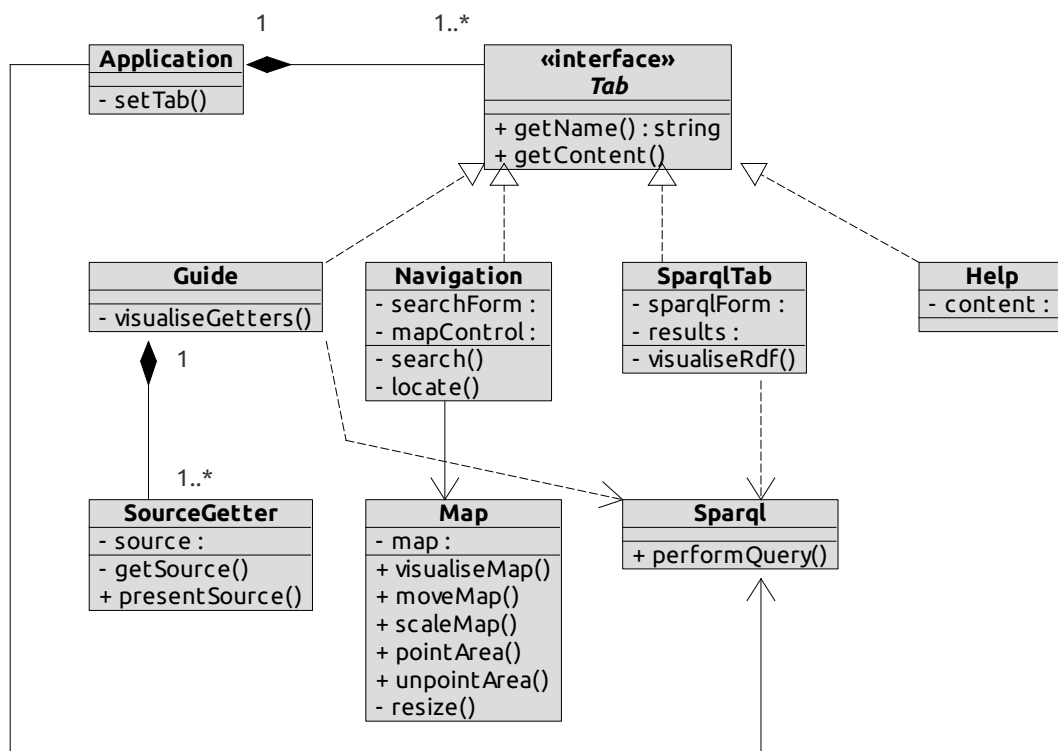 1
1..*
Application
- setTab()
«interface»
Tab
+ getName() : string
+ getContent()
Guide
- visualiseGetters()
Navigation
- searchForm :
- mapControl :
- search()
- locate()
SparqlTab
- sparqlForm :
- results :
- visualiseRdf()
Help
- content :
1
1..*
SourceGetter
- source :
- getSource()
+ presentSource()
Map
- map :
+ visualiseMap()
+ moveMap()
+ scaleMap()
+ pointArea()
+ unpointArea()
- resize()
Sparql
+ performQuery()